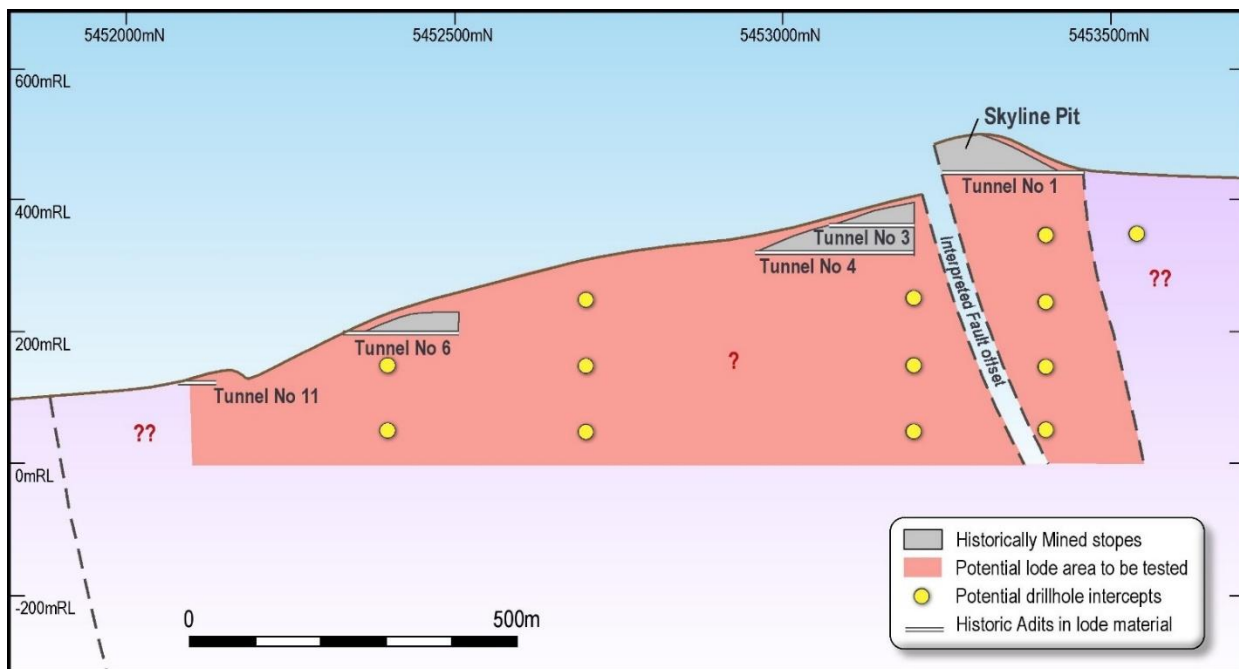 5452000mN
5452500mN
5453000mN
5453500mN
600mRL
Skyline Pit
Tunnel No 1
400mRL
Tunnel No 3
Tunnel No 4
Interpreted Fault offset
??
200mRL
Tunnel No 6
?
Tunnel No 11
??
0mRL
-200mRL
0
500m
Historically Mined stopes
Potential lode area to be tested
Potential drillhole intercepts
Historic Adits in lode material